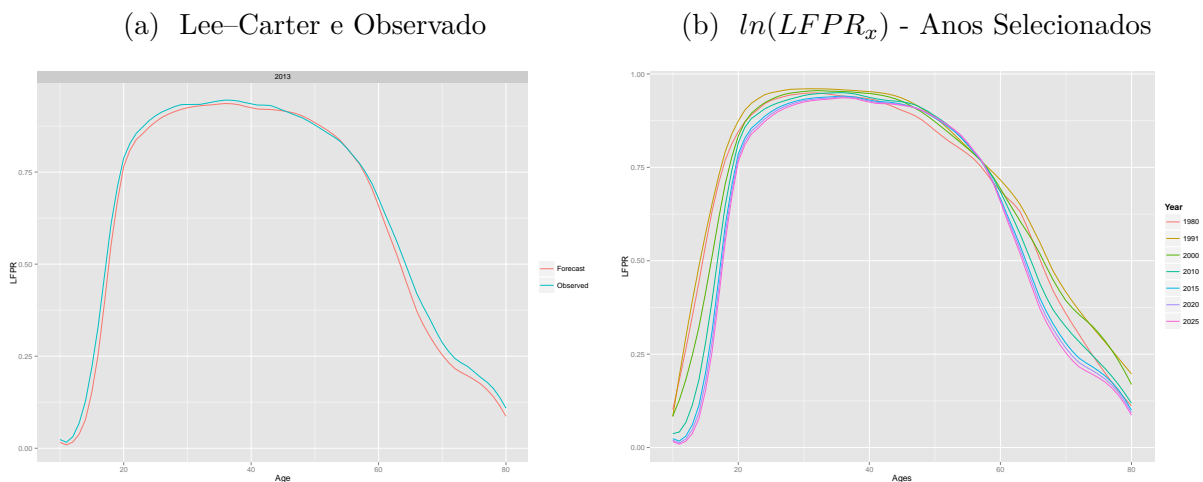 (a) Lee–Carter e Observado
(b) ln(LFPRₓ) - Anos Selecionados
2013
0.75
0.50
0.25
0.00
LFPR
20
40
60
80
Age
Forecast
Observed
1.00
0.75
0.50
0.25
0.00
LFPR
20
40
60
80
Ages
Year
1980
1991
2000
2010
2015
2020
2025